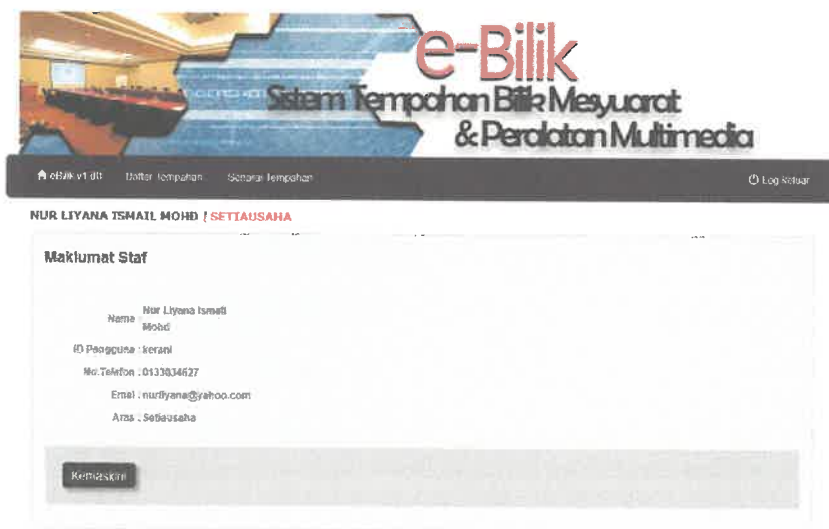 e-Bilik
Sistem Tempahan Bilik Mesyuarat
& Peralatan Multimedia
eBilik v1.80 Daftar Tempahan Senarai Tempahan Log Keluar
NUR LIYANA ISMAIL MOHD / SETIAUSAHA
Maklumat Staf
Name : Nur Liyana Ismail
Mohd
ID Pengguna : kerani
No.Telefon : 0133834627
Emel : nurliyana@yahoo.com
Aras : Setiausaha
Kemaskini